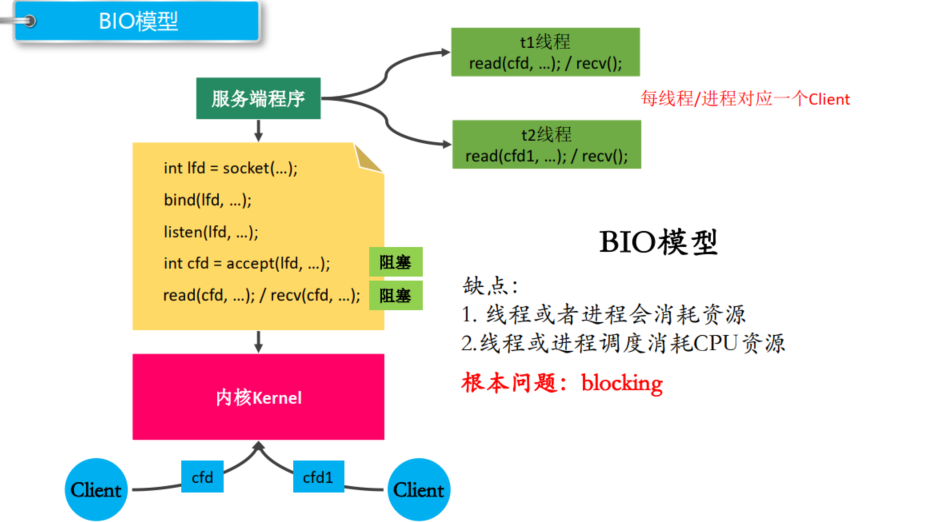 BIO模型
t1线程
read(cfd, …); / recv();
服务端程序
每线程/进程对应一个Client
t2线程
read(cfd1, …); / recv();
int lfd = socket(…);
bind(lfd, …);
listen(lfd, …);
int cfd = accept(lfd, …);
阻塞
read(cfd, …); / recv(cfd, …);
阻塞
BIO模型
缺点：
1. 线程或者进程会消耗资源
2.线程或进程调度消耗CPU资源
根本问题：blocking
内核Kernel
cfd
cfd1
Client
Client